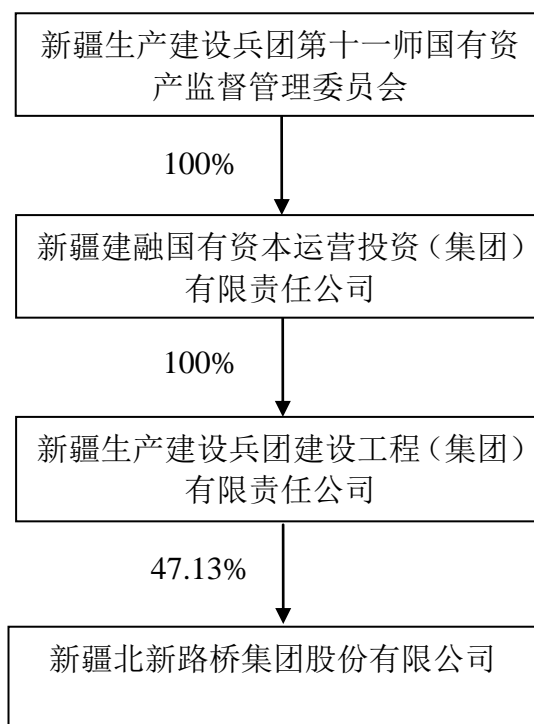 新疆生产建设兵团第十一师国有资
产监督管理委员会
100%
新疆建融国有资本运营投资（集团）
有限责任公司
100%
新疆生产建设兵团建设工程（集团）
有限责任公司
47.13%
新疆北新路桥集团股份有限公司